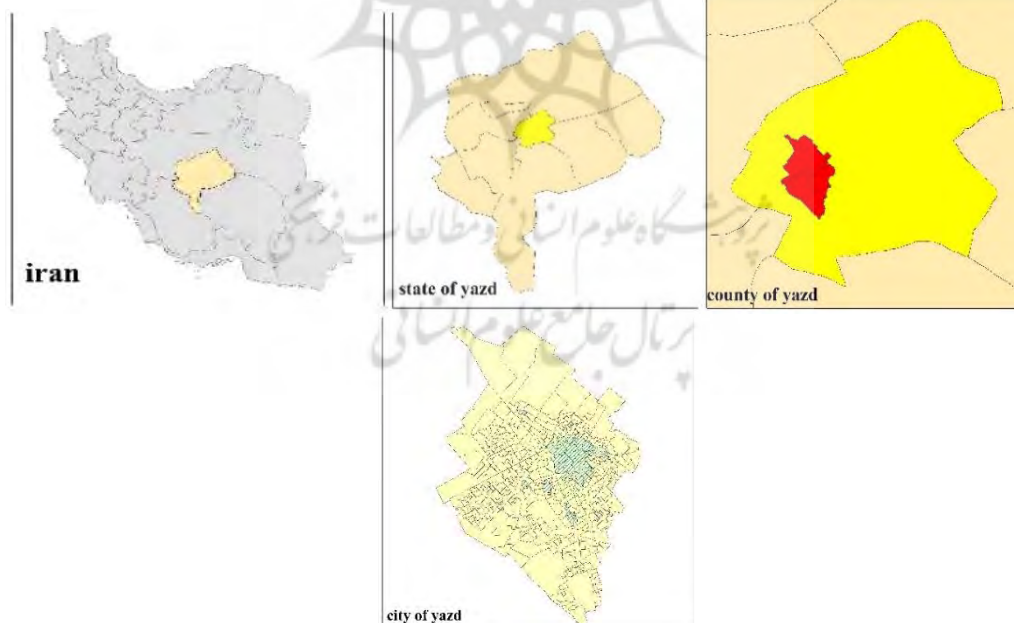 iran
state of yazd
county of yazd
پژوهشگاه علوم انسانی و مطالعات فرهنگی
پرتال جامع علوم انسانی
city of yazd